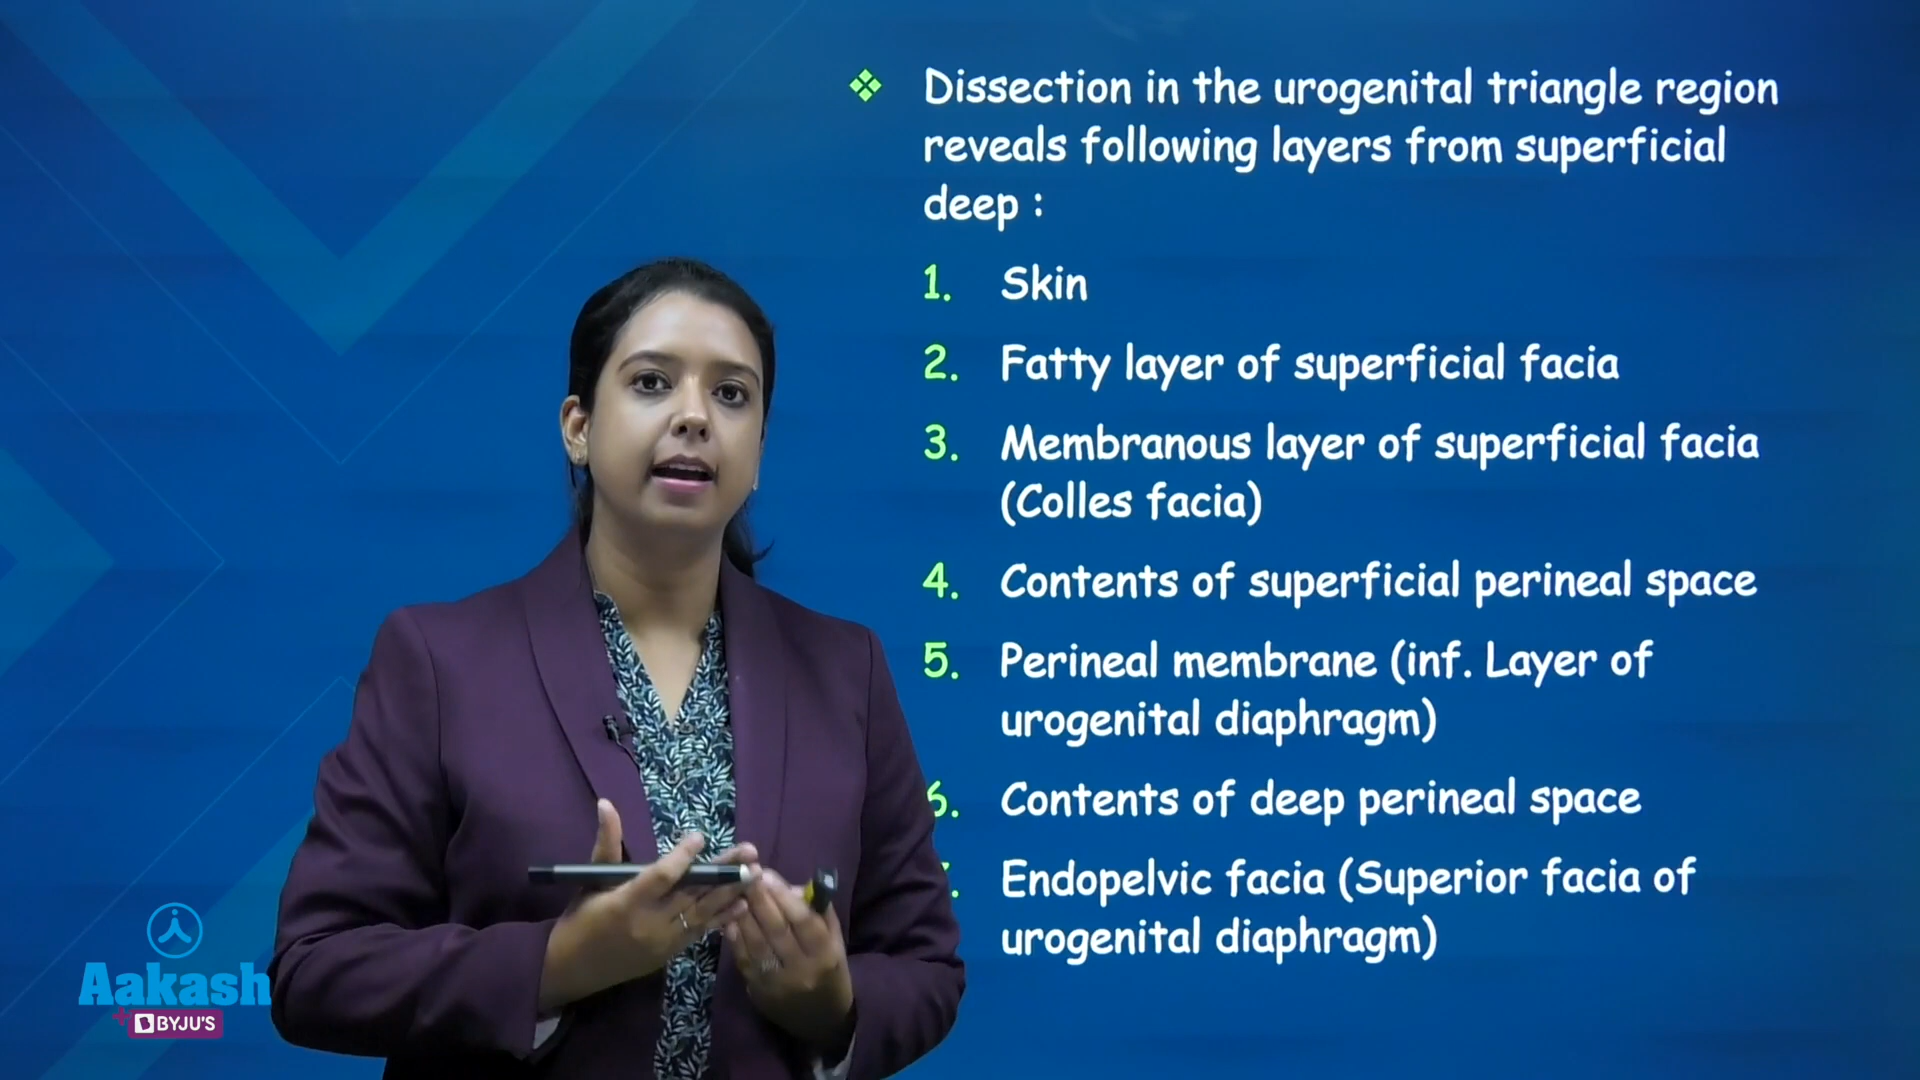 ❖ Dissection in the urogenital triangle region
reveals following layers from superficial
deep :
1. Skin
2. Fatty layer of superficial facia
3. Membranous layer of superficial facia
(Colles facia)
4. Contents of superficial perineal space
5. Perineal membrane (inf. Layer of
urogenital diaphragm)
6. Contents of deep perineal space
Endopelvic facia (Superior facia of
urogenital diaphragm)
Aakash
+ BYJU'S